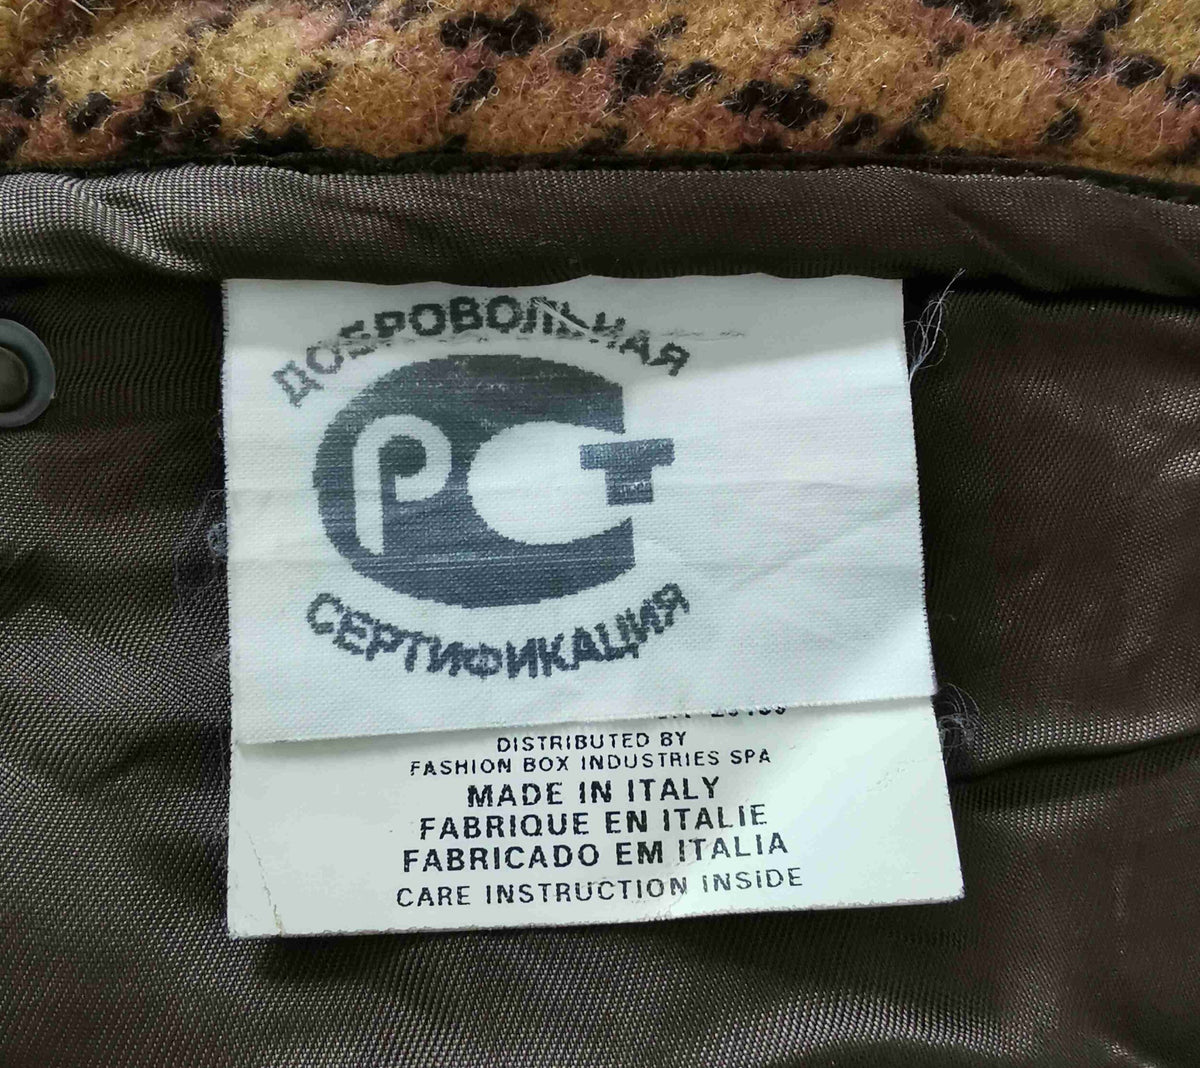 ДОБРОВОЛЬНАЯ
РСТ
СЕРТИФИКАЦИЯ
DISTRIBUTED BY
FASHION BOX INDUSTRIES SPA
MADE IN ITALY
FABRIQUE EN ITALIE
FABRICADO EM ITALIA
CARE INSTRUCTION INSIDE